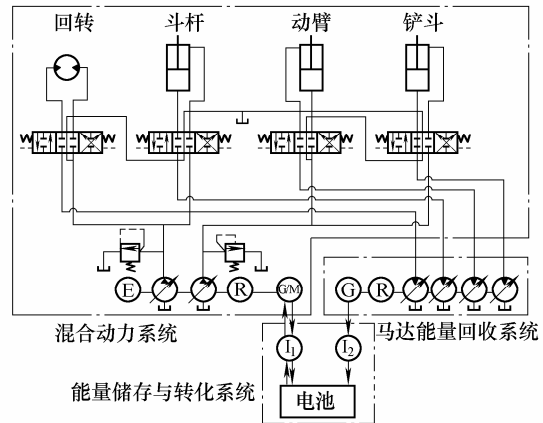 回转 斗杆 动臂 铲斗
E R G/M G R
混合动力系统 马达能量回收系统
I1 I2
能量储存与转化系统 电池